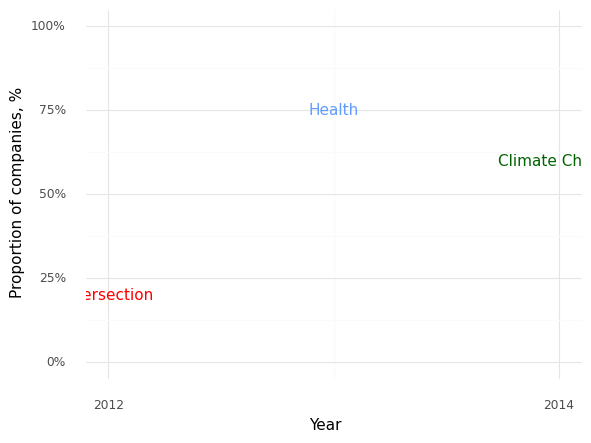 100%
Health
75%
Climate Ch
50%
25%
ersection
0%
Proportion of companies, %
2012
2014
Year